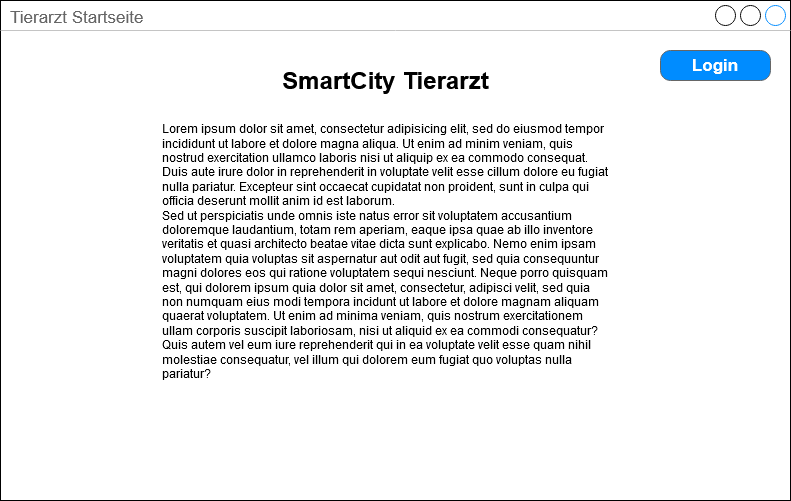 Tierarzt Startseite
Login
SmartCity Tierarzt
Lorem ipsum dolor sit amet, consectetur adipisicing elit, sed do eiusmod tempor
incididunt ut labore et dolore magna aliqua. Ut enim ad minim veniam, quis
nostrud exercitation ullamco laboris nisi ut aliquip ex ea commodo consequat.
Duis aute irure dolor in reprehenderit in voluptate velit esse cillum dolore eu fugiat
nulla pariatur. Excepteur sint occaecat cupidatat non proident, sunt in culpa qui
officia deserunt mollit anim id est laborum.
Sed ut perspiciatis unde omnis iste natus error sit voluptatem accusantium
doloremque laudantium, totam rem aperiam, eaque ipsa quae ab illo inventore
veritatis et quasi architecto beatae vitae dicta sunt explicabo. Nemo enim ipsam
voluptatem quia voluptas sit aspernatur aut odit aut fugit, sed quia consequuntur
magni dolores eos qui ratione voluptatem sequi nesciunt. Neque porro quisquam
est, qui dolorem ipsum quia dolor sit amet, consectetur, adipisci velit, sed quia
non numquam eius modi tempora incidunt ut labore et dolore magnam aliquam
quaerat voluptatem. Ut enim ad minima veniam, quis nostrum exercitationem
ullam corporis suscipit laboriosam, nisi ut aliquid ex ea commodi consequatur?
Quis autem vel eum iure reprehenderit qui in ea voluptate velit esse quam nihil
molestiae consequatur, vel illum qui dolorem eum fugiat quo voluptas nulla
pariatur?